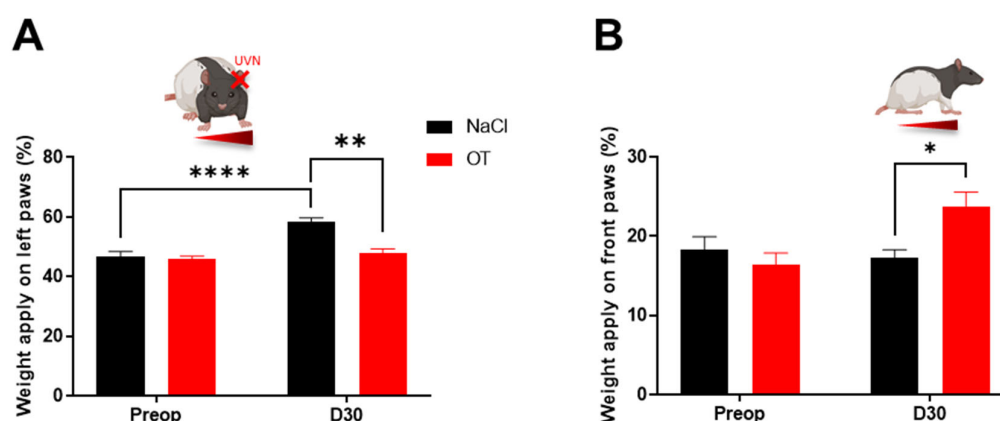 A
UVN
Weight apply on left paws (%)
80
60
40
20
0
****
**
Preop
D30
NaCl
OT
B
Weight apply on front paws (%)
30
20
10
0
*
Preop
D30